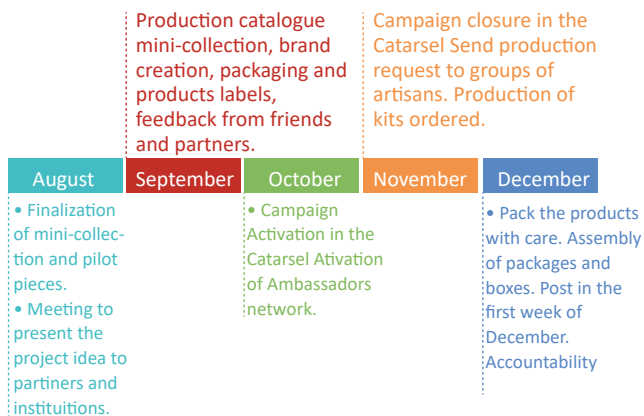 Production catalogue
mini-collection, brand
creation, packaging and
products labels,
feedback from friends
and partners.
Campaign closure in the
Catarsel Send production
request to groups of
artisans. Production of
kits ordered.
August
September
October
November
December
• Finalization
of mini-collec-
tion and pilot
pieces.
• Meeting to
present the
project idea to
partners and
instituitions.
• Campaign
Activation in the
Catarsel Ativation
of Ambassadors
network.
• Pack the products
with care. Assembly
of packages and
boxes. Post in the
first week of
December.
Accountability